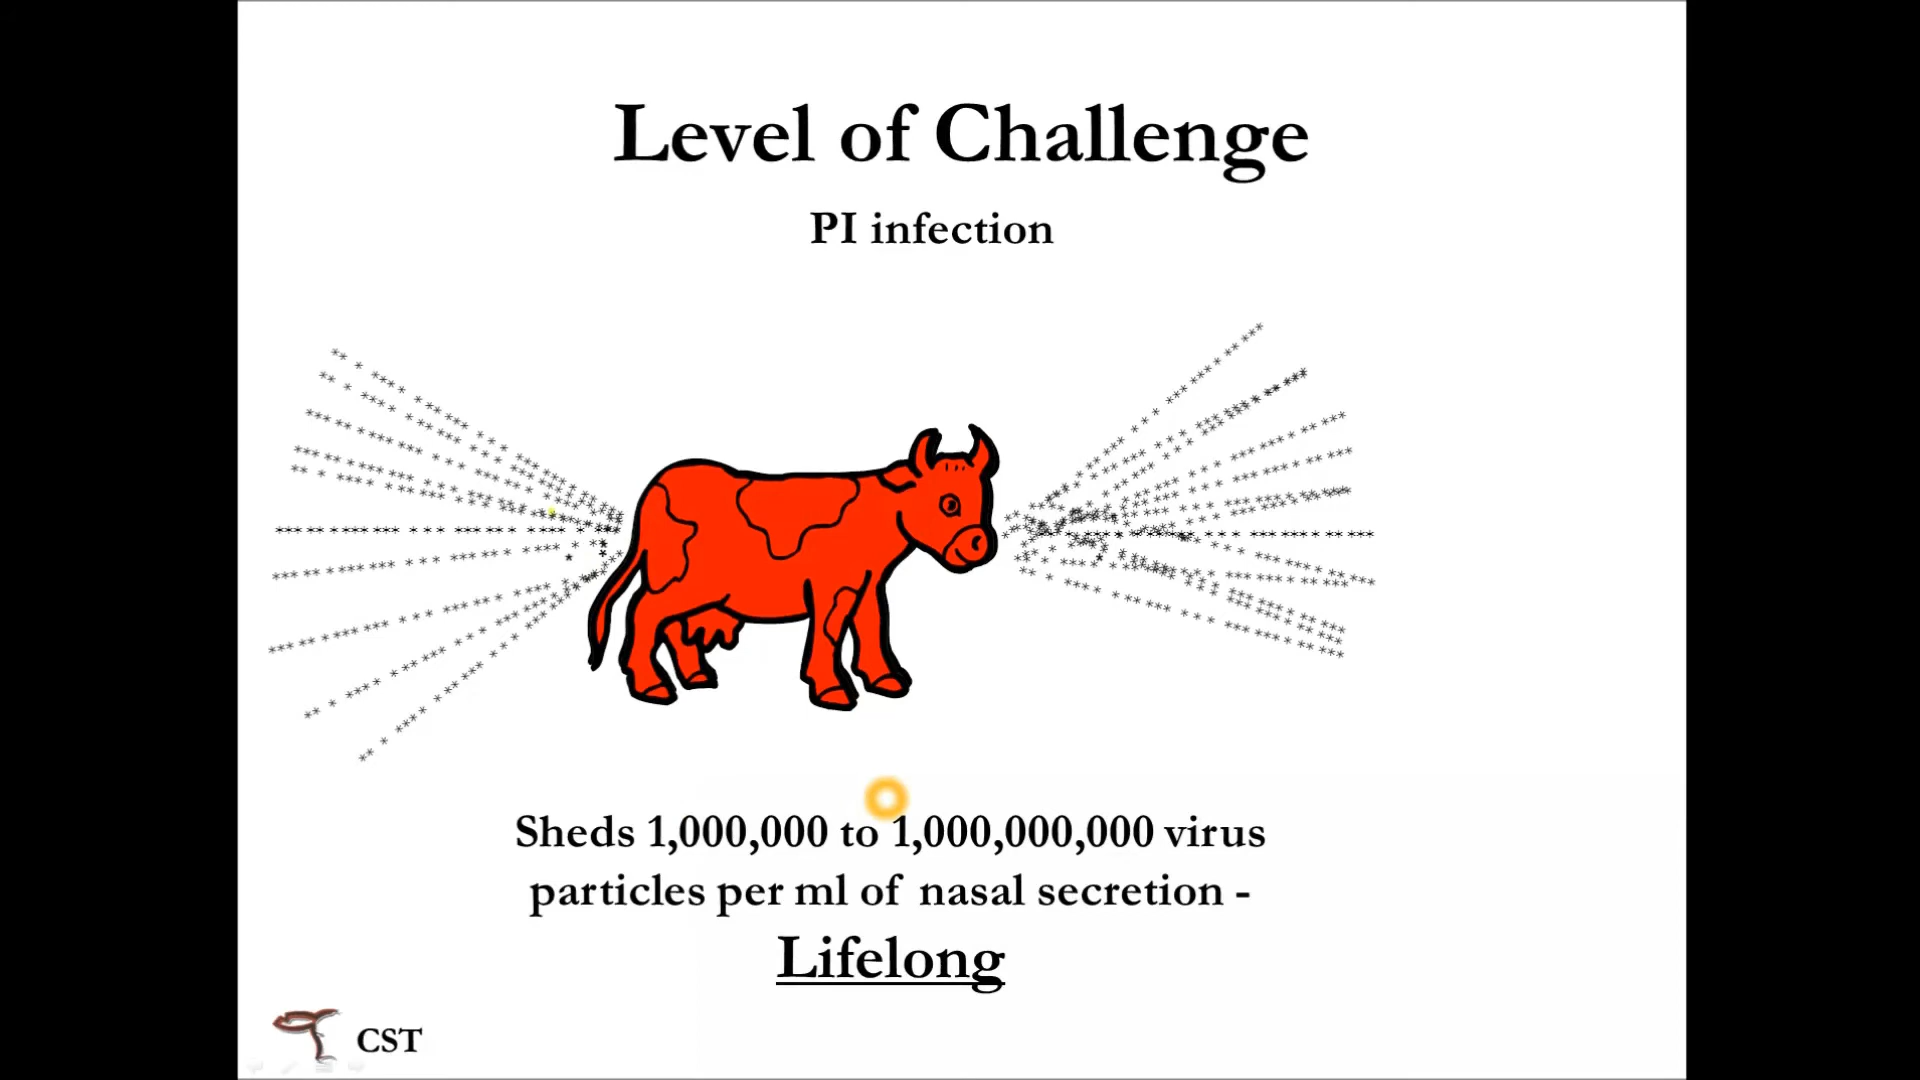 Level of Challenge
PI infection
Sheds 1,000,000 to 1,000,000,000 virus
particles per ml of nasal secretion -
Lifelong
CST